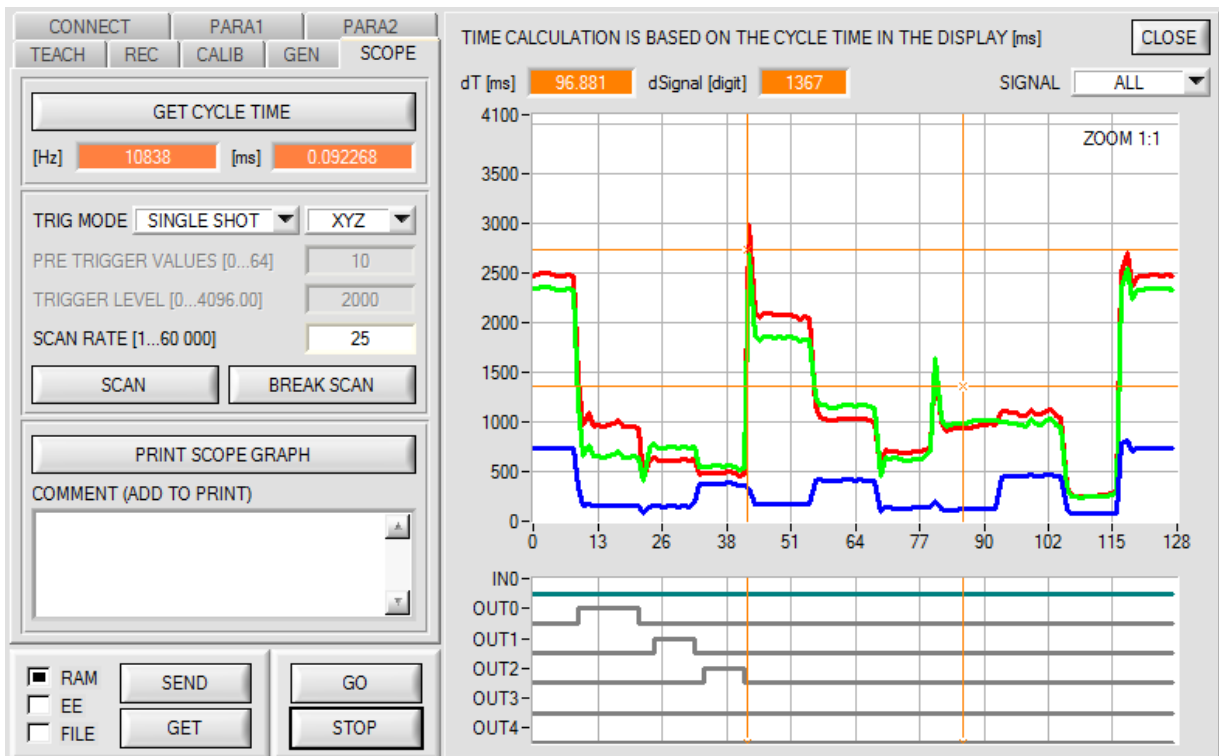 CONNECT PARA1 PARA2
TEACH REC CALIB GEN SCOPE
GET CYCLE TIME
[Hz] 10838 [ms] 0.092268
TRIG MODE SINGLE SHOT XYZ
PRE TRIGGER VALUES [0...64] 10
TRIGGER LEVEL [0...4096.00] 2000
SCAN RATE [1...60 000] 25
SCAN BREAK SCAN
PRINT SCOPE GRAPH
COMMENT (ADD TO PRINT)
RAM SEND GO
EE
FILE GET STOP
TIME CALCULATION IS BASED ON THE CYCLE TIME IN THE DISPLAY [ms] CLOSE
dT [ms] 96.881 dSignal [digit] 1367 SIGNAL ALL
4100
ZOOM 1:1
3500
3000
2500
2000
1500
1000
500
0
0 13 26 38 51 64 77 90 102 115 128
IN0
OUT0
OUT1
OUT2
OUT3
OUT4